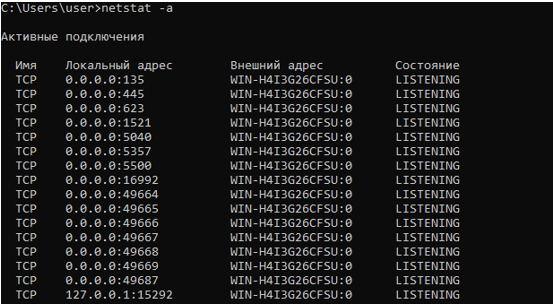 C:\Users\user>netstat -a
Активные подключения
Имя Локальный адрес Внешний адрес Состояние
TCP 0.0.0.0:135 WIN-H4I3G26CFSU:0 LISTENING
TCP 0.0.0.0:445 WIN-H4I3G26CFSU:0 LISTENING
TCP 0.0.0.0:623 WIN-H4I3G26CFSU:0 LISTENING
TCP 0.0.0.0:1521 WIN-H4I3G26CFSU:0 LISTENING
TCP 0.0.0.0:5040 WIN-H4I3G26CFSU:0 LISTENING
TCP 0.0.0.0:5357 WIN-H4I3G26CFSU:0 LISTENING
TCP 0.0.0.0:5500 WIN-H4I3G26CFSU:0 LISTENING
TCP 0.0.0.0:16992 WIN-H4I3G26CFSU:0 LISTENING
TCP 0.0.0.0:49664 WIN-H4I3G26CFSU:0 LISTENING
TCP 0.0.0.0:49665 WIN-H4I3G26CFSU:0 LISTENING
TCP 0.0.0.0:49666 WIN-H4I3G26CFSU:0 LISTENING
TCP 0.0.0.0:49667 WIN-H4I3G26CFSU:0 LISTENING
TCP 0.0.0.0:49668 WIN-H4I3G26CFSU:0 LISTENING
TCP 0.0.0.0:49669 WIN-H4I3G26CFSU:0 LISTENING
TCP 0.0.0.0:49687 WIN-H4I3G26CFSU:0 LISTENING
TCP 127.0.0.1:15292 WIN-H4I3G26CFSU:0 LISTENING